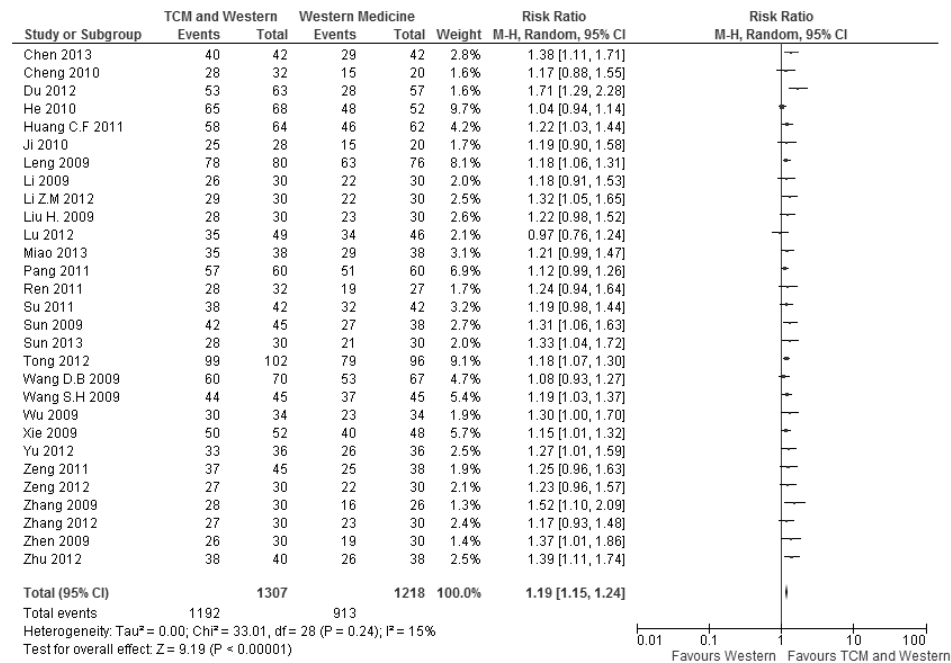 TCM and Western Western Medicine Risk Ratio Risk Ratio
Study or Subgroup Events Total Events Total Weight M-H, Random, 95% CI M-H, Random, 95% CI
Chen 2013 40 42 29 42 2.8% 1.38 [1.11, 1.71]
Cheng 2010 28 32 15 20 1.6% 1.17 [0.88, 1.55]
Du 2012 53 63 28 57 1.6% 1.71 [1.29, 2.28]
He 2010 65 68 48 52 9.7% 1.04 [0.94, 1.14]
Huang C.F 2011 58 64 46 62 4.2% 1.22 [1.03, 1.44]
Ji 2010 25 28 15 20 1.6% 1.19 [0.90, 1.58]
Leng 2009 78 80 63 76 8.1% 1.18 [1.06, 1.31]
Li 2009 26 30 22 30 2.0% 1.18 [0.91, 1.53]
Li Z.M 2012 29 30 22 30 2.5% 1.32 [1.05, 1.65]
Liu H. 2009 28 30 23 30 2.6% 1.22 [0.98, 1.52]
Lu 2012 35 49 34 46 2.1% 0.97 [0.76, 1.24]
Miao 2013 35 38 29 38 3.2% 1.21 [0.99, 1.47]
Pang 2011 57 60 51 60 6.9% 1.12 [0.99, 1.26]
Ren 2011 28 32 19 27 1.7% 1.24 [0.94, 1.64]
Su 2011 38 42 32 42 3.2% 1.19 [0.98, 1.44]
Sun 2009 42 45 27 38 2.7% 1.31 [1.06, 1.63]
Sun 2013 28 30 21 30 2.0% 1.33 [1.04, 1.72]
Tong 2012 99 102 79 96 9.1% 1.18 [1.07, 1.30]
Wang D.B 2009 60 70 53 67 4.7% 1.08 [0.93, 1.27]
Wang S.H 2009 44 45 37 45 5.4% 1.19 [1.03, 1.37]
Wu 2009 30 34 23 34 1.9% 1.30 [1.00, 1.70]
Xie 2009 50 52 40 48 5.7% 1.15 [1.01, 1.32]
Yu 2012 33 36 26 36 2.5% 1.27 [1.01, 1.59]
Zeng 2011 37 45 25 38 1.9% 1.25 [0.96, 1.63]
Zeng 2012 27 30 22 30 2.1% 1.23 [0.96, 1.57]
Zhang 2009 28 30 16 26 1.3% 1.52 [1.10, 2.09]
Zhang 2012 27 30 23 30 2.4% 1.17 [0.93, 1.48]
Zhen 2009 26 30 19 30 1.4% 1.37 [1.01, 1.86]
Zhu 2012 38 40 26 38 2.5% 1.39 [1.11, 1.74]
Total (95% CI) 1307 1218 100.0% 1.19 [1.15, 1.24]
Total events 1192 913
Heterogeneity: Tau² = 0.00; Chi² = 33.01, df = 28 (P = 0.24); I² = 15%
Test for overall effect: Z = 9.19 (P < 0.00001)
0.01 0.1 1 10 100
Favours Western Favours TCM and Western